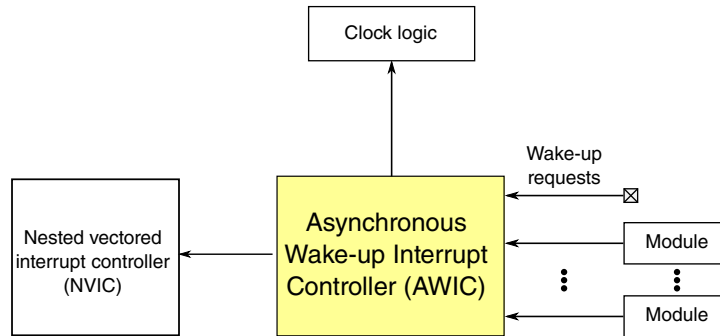 Clock logic
Wake-up
requests
Nested vectored
interrupt controller
(NVIC)
Asynchronous
Wake-up Interrupt
Controller (AWIC)
Module
Module